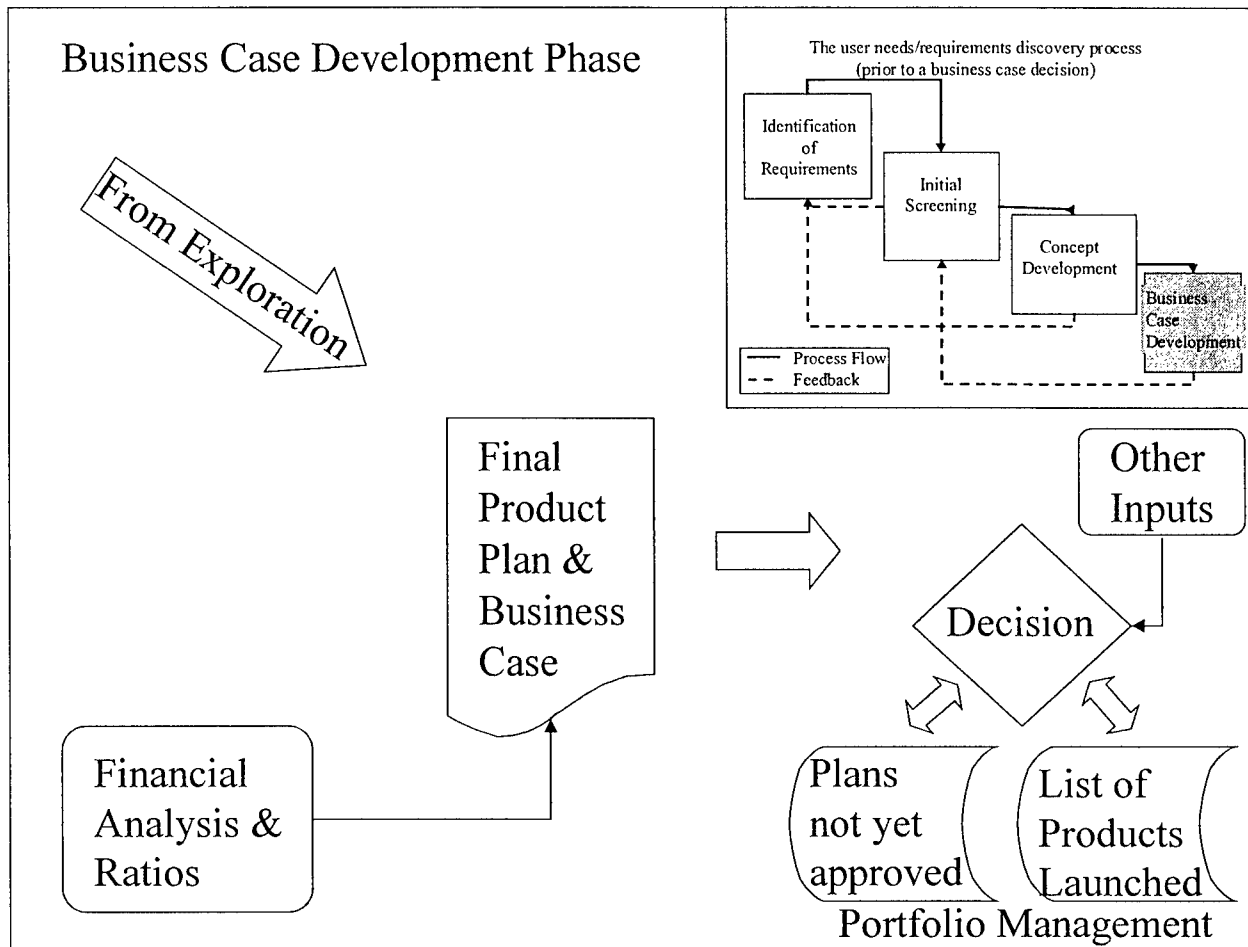 Business Case Development Phase
The user needs/requirements discovery process
(prior to a business case decision)
Identification
of
Requirements
Initial
Screening
Concept
Development
Business
Case
Development
Process Flow
Feedback
From Exploration
Final
Product
Plan &
Business
Case
Other
Inputs
Decision
Financial
Analysis &
Ratios
Plans
not yet
approved
List of
Products
Launched
Portfolio Management